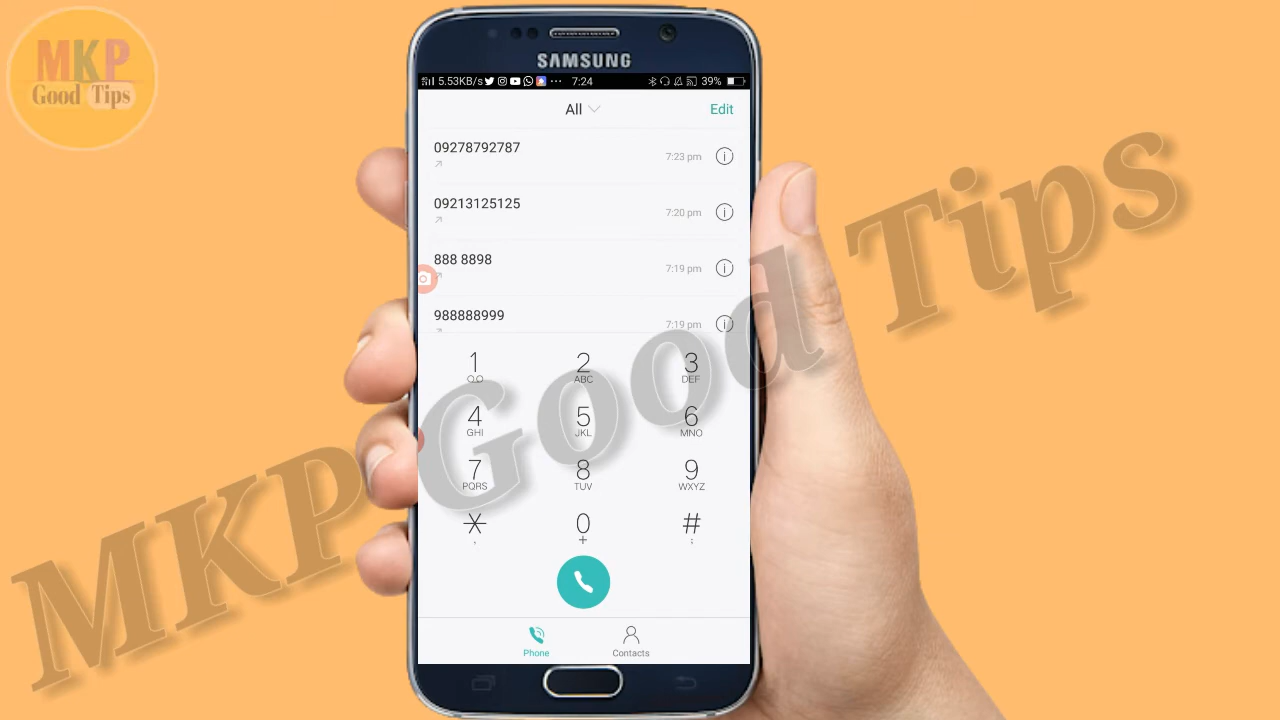 MKP
Good Tips
SAMSUNG
5.53KB/s ··· 7:24 39%
All Edit
09278792787
7:23 pm
09213125125
7:20 pm
888 8898
7:19 pm
988888999
7:19 pm
1 2 3
ABC DEF
4 5 6
GHI JKL MNO
7 8 9
PQRS TUV WXYZ
* 0 #
, + ;
Phone Contacts
MKP Good Tips